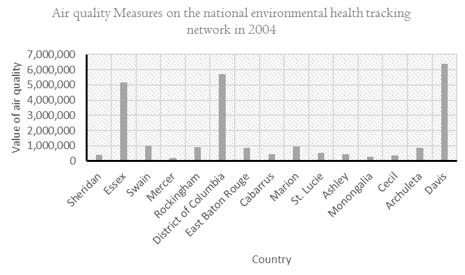 Air quality Measures on the national environmental health tracking
network in 2004
Value of air quality
7,000,000
6,000,000
5,000,000
4,000,000
3,000,000
2,000,000
1,000,000
0
Sheridan
Essex
Swain
Mercer
Rockingham
District of Columbia
East Baton Rouge
Cabarrus
Marion
St. Lucie
Ashley
Monongalia
Cecil
Archuleta
Davis
Country